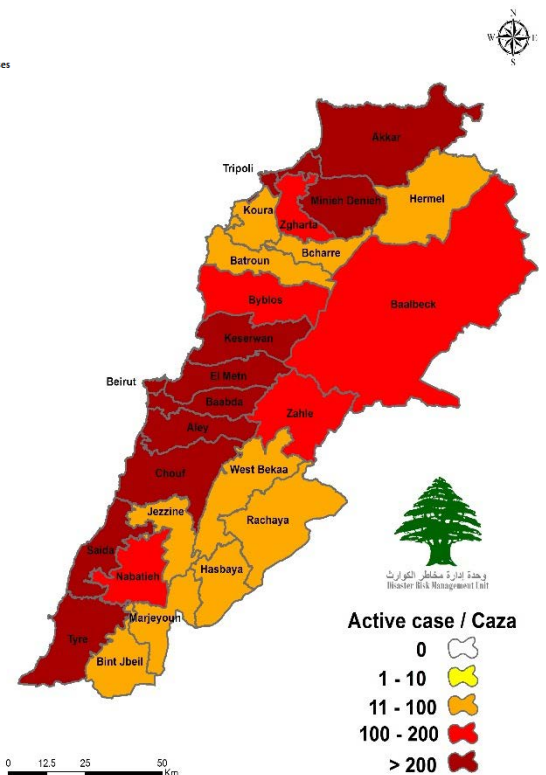 N
W E
S
es
Akkar
Tripoli
Minieh Denieh
Hermel
Koura
Zgharta
Bcharre
Batroun
Byblos
Baalbeck
Keserwan
El Metn
Beirut
Baabda
Zahle
Aley
West Bekaa
Chouf
Jezzine
Rachaya
Saida
Hasbaya
Nabatieh
Marjeyoun
Tyre
Bint Jbeil
وحدة إدارة مخاطر الكوارث
Disaster Risk Management Unit
Active case / Caza
0
1 - 10
11 - 100
100 - 200
> 200
0 12.5 25 50
Km